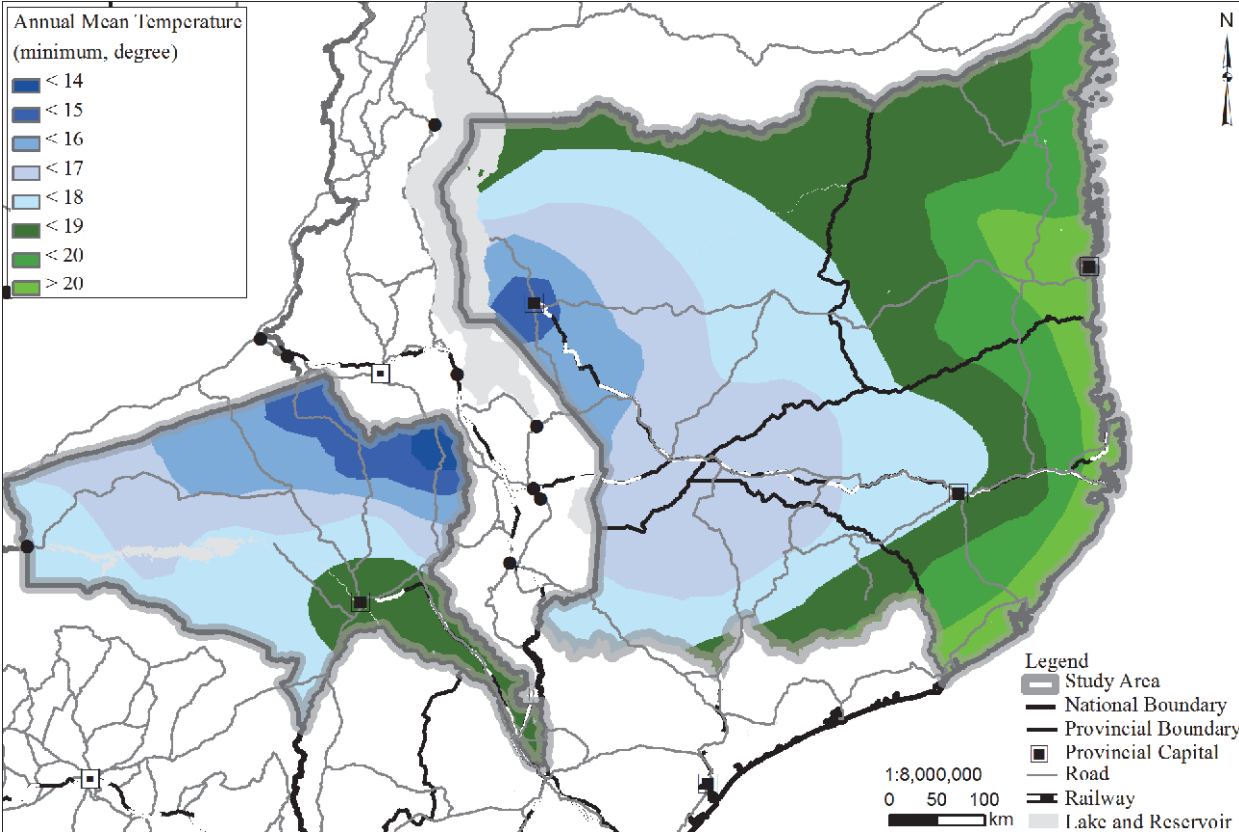 Annual Mean Temperature
(minimum, degree)
< 14
< 15
< 16
< 17
< 18
< 19
< 20
> 20
N
Legend
Study Area
National Boundary
Provincial Boundary
Provincial Capital
Road
Railway
Lake and Reservoir
1:8,000,000
0 50 100
km